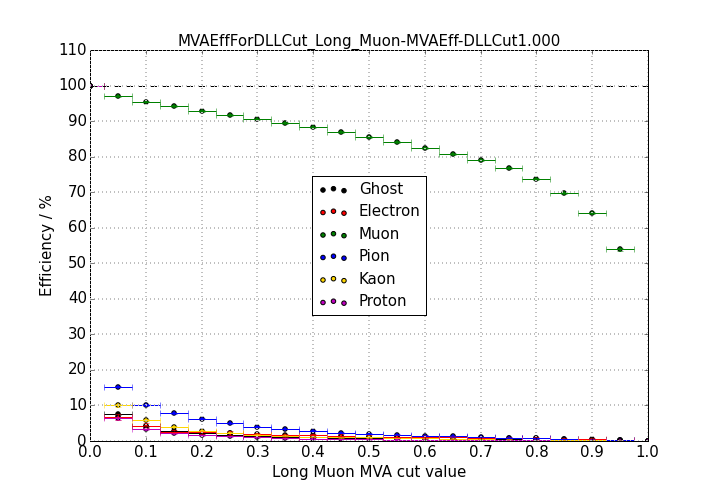 MVAEffForDLLCut_Long_Muon-MVAEff-DLLCut1.000
110
100
90
80
70
60
50
40
30
20
10
0
Efficiency / %
Ghost
Electron
Muon
Pion
Kaon
Proton
0.0 0.1 0.2 0.3 0.4 0.5 0.6 0.7 0.8 0.9 1.0
Long Muon MVA cut value